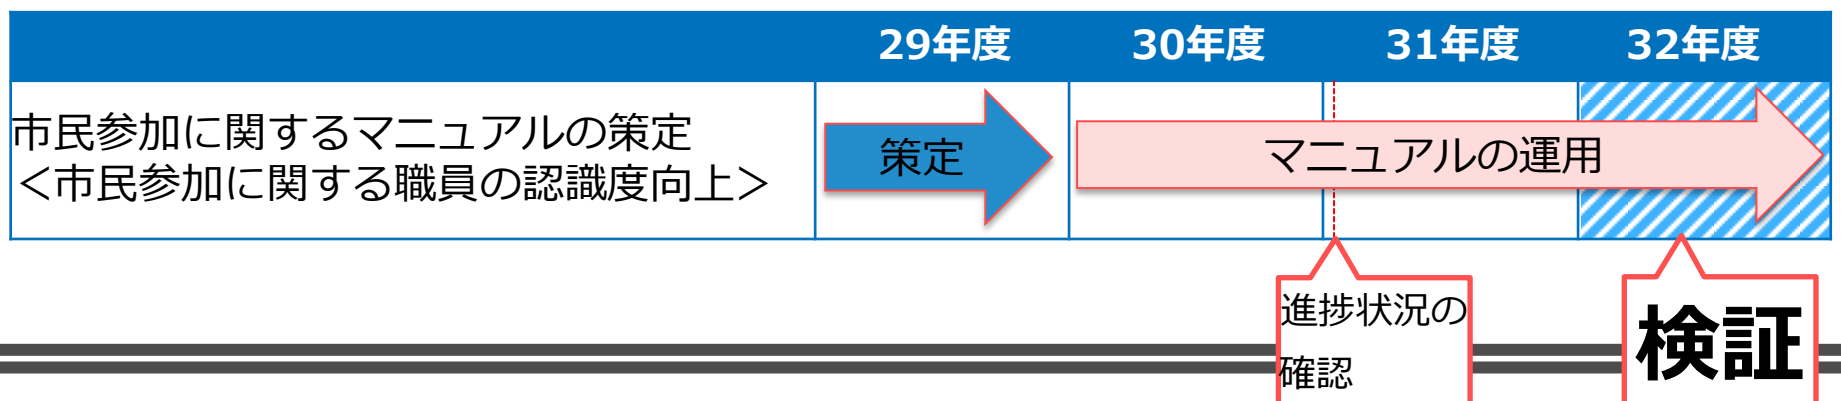 29年度 30年度 31年度 32年度
市民参加に関するマニュアルの策定
＜市民参加に関する職員の認識度向上＞
策定
マニュアルの運用
進捗状況の
確認
検証